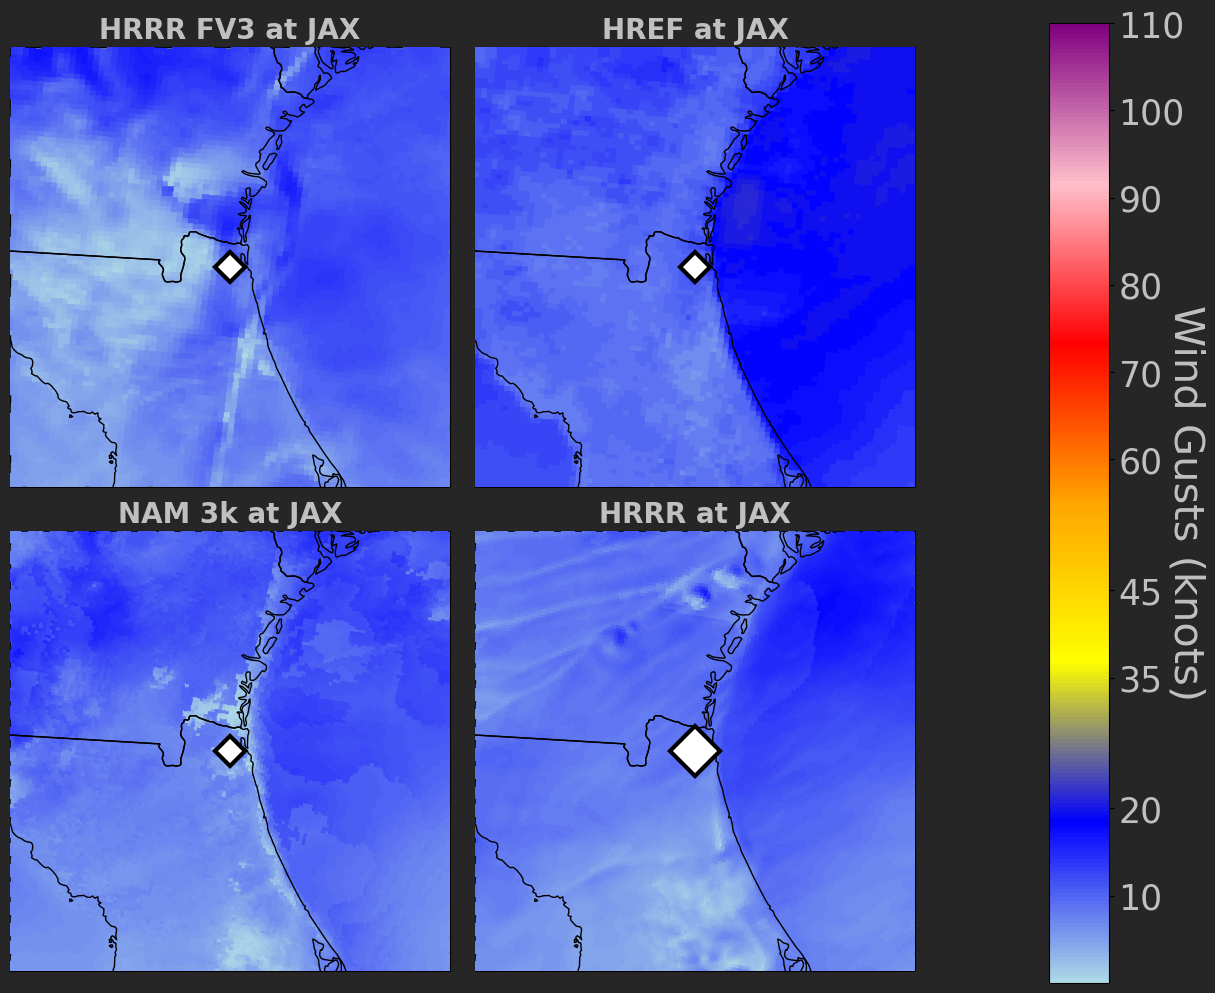 HRRR FV3 at JAX
HREF at JAX
NAM 3k at JAX
HRRR at JAX
110
100
90
80
70
60
45
35
20
10
Wind Gusts (knots)